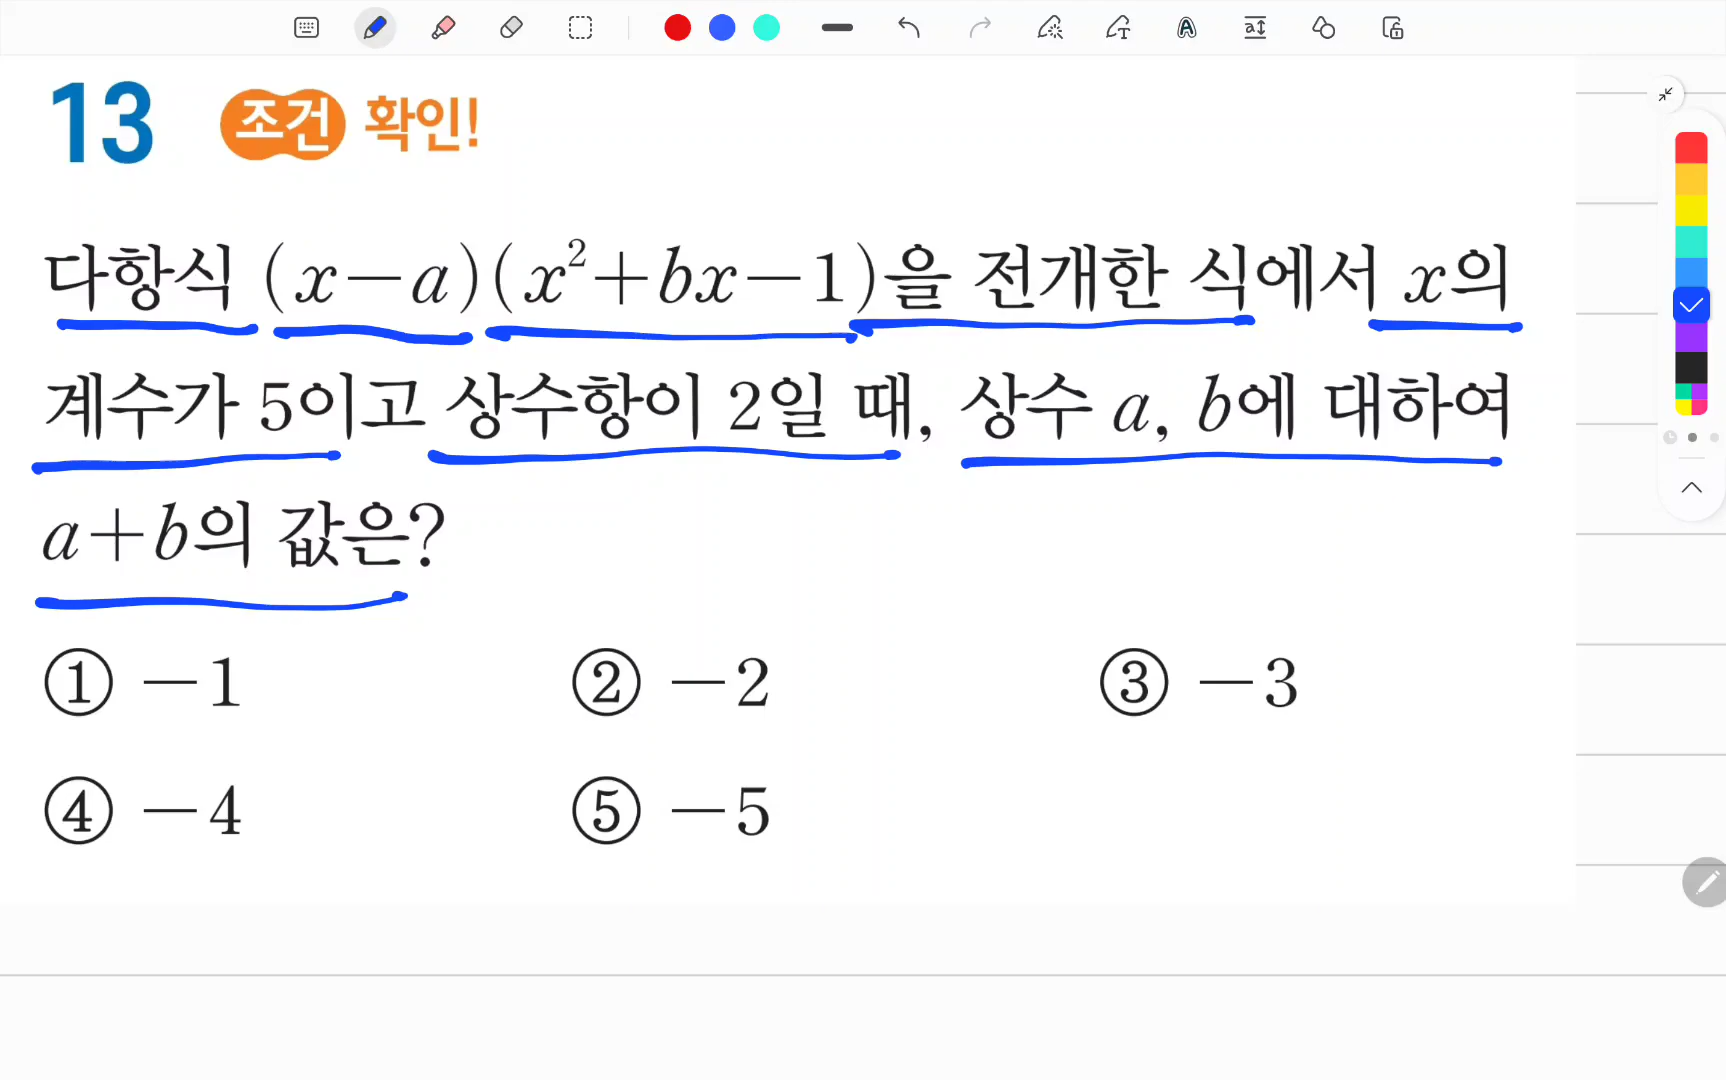 13 조건 확인!
다항식 (x-a)(x²+bx-1)을 전개한 식에서 x의
계수가 5이고 상수항이 2일 때, 상수 a, b에 대하여
a+b의 값은?
① -1 ② -2 ③ -3
④ -4 ⑤ -5